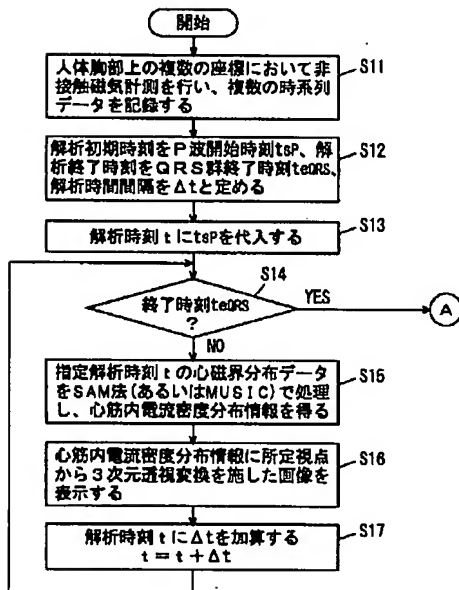 開始
S11
人体胸部上の複数の座標において非
接触磁気計測を行い、複数の時系列
データを記録する
S12
解析初期時刻をP波開始時刻tsP、解
析終了時刻をQRS群終了時刻teQRS、
解析時間間隔をΔtと定める
S13
解析時刻tにtsPを代入する
S14
終了時刻teQRS
?
YES
A
NO
S15
指定解析時刻tの心磁界分布データ
をSAM法(あるいはMUSIC)で処理
し、心筋内電流密度分布情報を得る
S16
心筋内電流密度分布情報に所定視点
から3次元透視変換を施した画像を
表示する
S17
解析時刻tにΔtを加算する
t=t+Δt